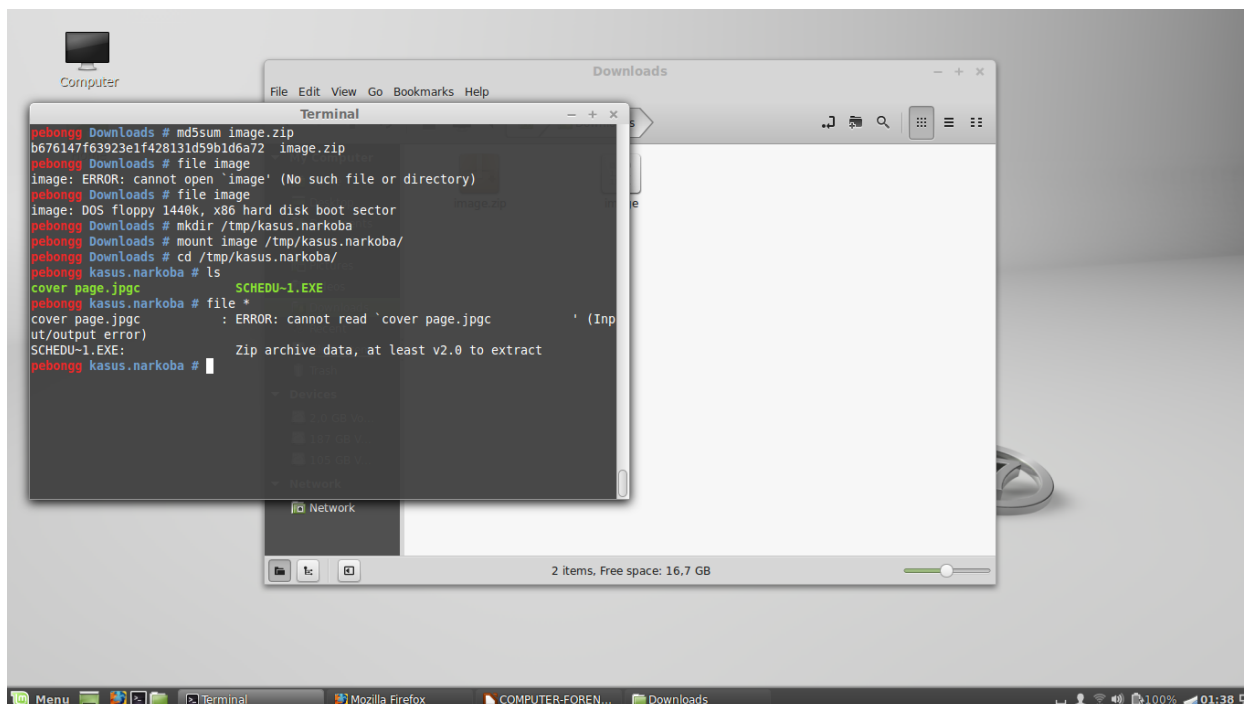 Computer
Downloads
File Edit View Go Bookmarks Help
Terminal
pebongg Downloads # md5sum image.zip
b676147f63923e1f428131d59b1d6a72 image.zip
pebongg Downloads # file image
image: ERROR: cannot open `image' (No such file or directory)
pebongg Downloads # file image
image: DOS floppy 1440k, x86 hard disk boot sector
pebongg Downloads # mkdir /tmp/kasus.narkoba
pebongg Downloads # mount image /tmp/kasus.narkoba/
pebongg Downloads # cd /tmp/kasus.narkoba/
pebongg kasus.narkoba # ls
cover page.jpgc SCHEDU~1.EXE
pebongg kasus.narkoba # file *
cover page.jpgc : ERROR: cannot read `cover page.jpgc ' (Inp
ut/output error)
SCHEDU~1.EXE: Zip archive data, at least v2.0 to extract
pebongg kasus.narkoba #
My Computer
image.zip
Devices
Network
Network
2 items, Free space: 16,7 GB
Menu
Terminal
Mozilla Firefox
COMPUTER-FOREN...
Downloads
100%
01:38